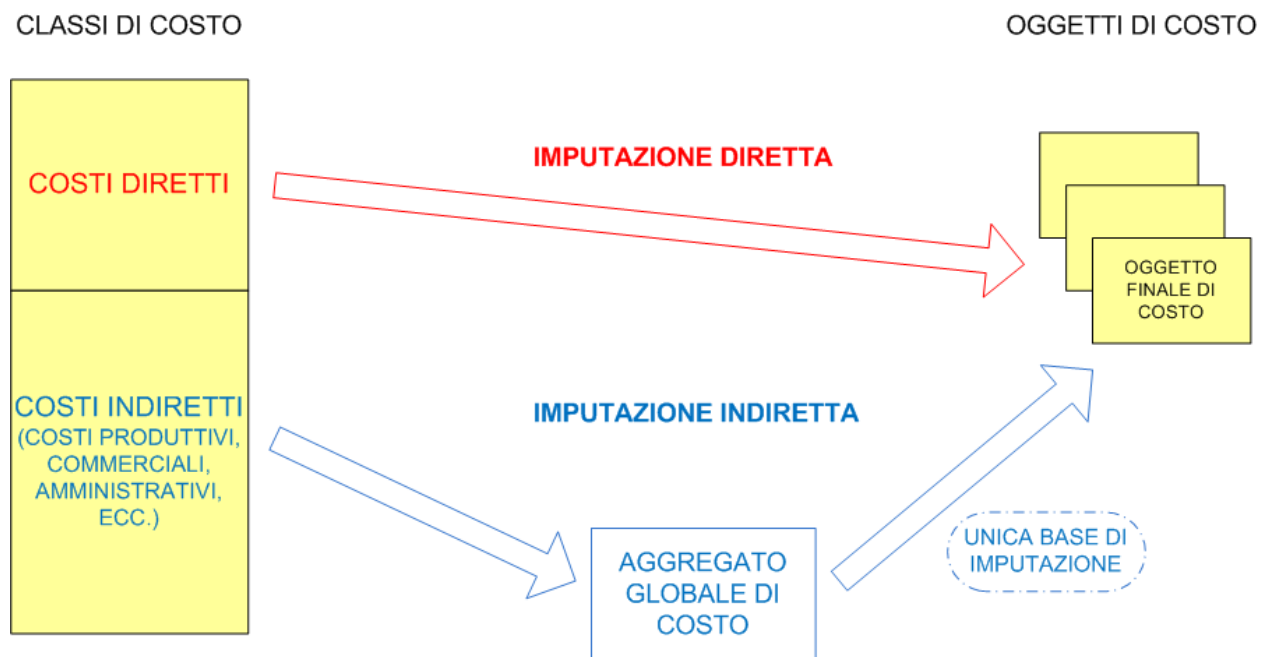 CLASSI DI COSTO
OGGETTI DI COSTO
COSTI DIRETTI
IMPUTAZIONE DIRETTA
OGGETTO
FINALE DI
COSTO
COSTI INDIRETTI
(COSTI PRODUTTIVI,
COMMERCIALI,
AMMINISTRATIVI,
ECC.)
IMPUTAZIONE INDIRETTA
AGGREGATO
GLOBALE DI
COSTO
UNICA BASE DI
IMPUTAZIONE